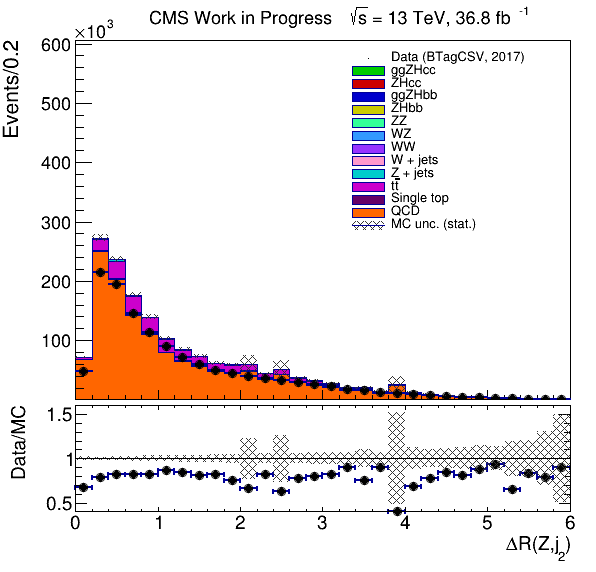 CMS Work in Progress √s = 13 TeV, 36.8 fb⁻¹
×10³
Events/0.2
600
500
400
300
200
100
Data (BTagCSV, 2017)
ggZHcc
ZHcc
ggZHbb
ZHbb
ZZ
WZ
WW
W + jets
Z + jets
tt̅
Single top
QCD
MC unc. (stat.)
Data/MC
1.5
1
0.5
0 1 2 3 4 5 6
ΔR(Z,j₂)